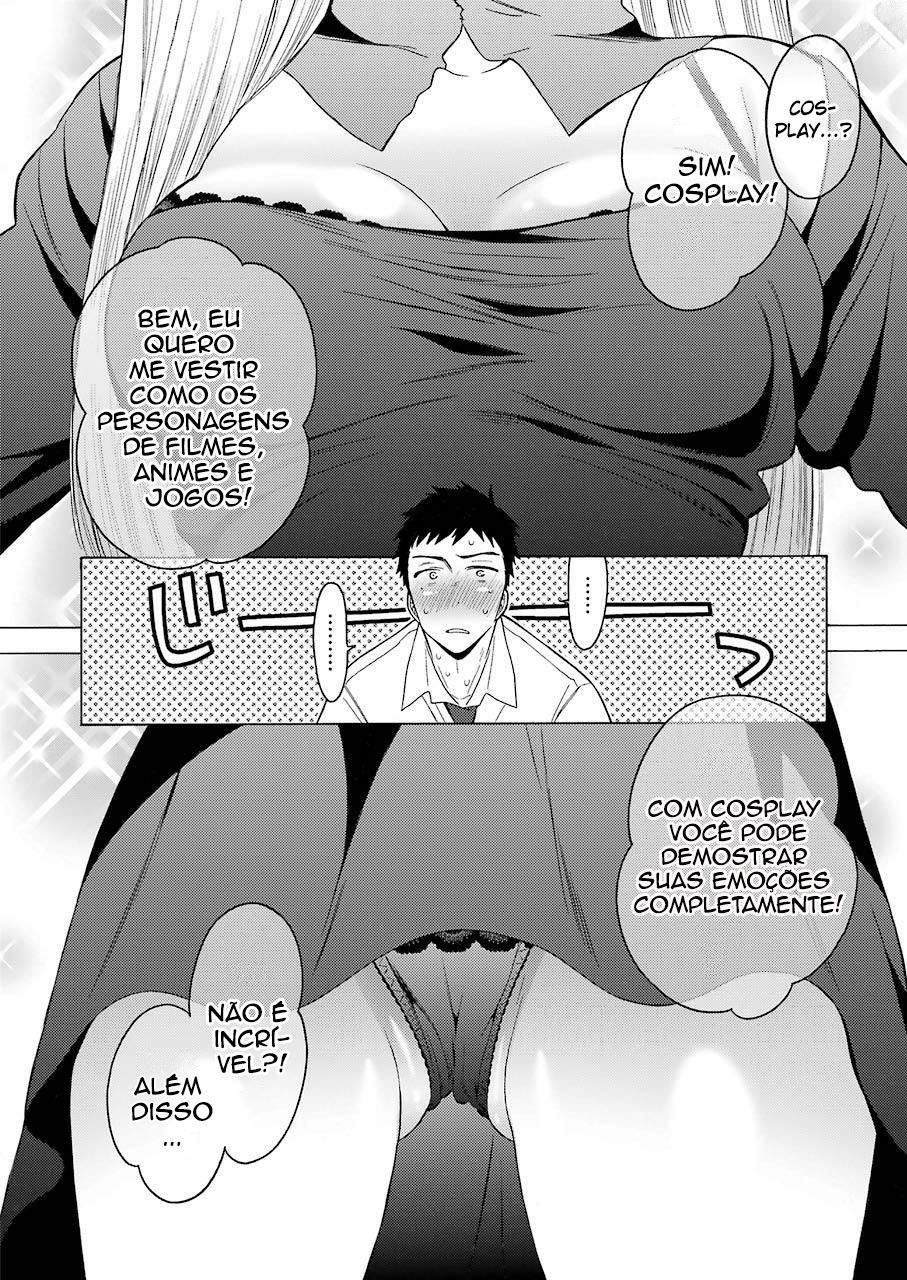 COS-
PLAY...?
SIM!
COSPLAY!
BEM, EU
QUERO
ME VESTIR
COMO OS
PERSONAGENS
DE FILMES,
ANIMES E
JOGOS!
じーっ
.........
.........
COM COSPLAY
VOCÊ PODE
DEMOSTRAR
SUAS EMOÇÕES
COMPLETAMENTE!
NÃO É
INCRÍ-
VEL?!
ALÉM
DISSO
...